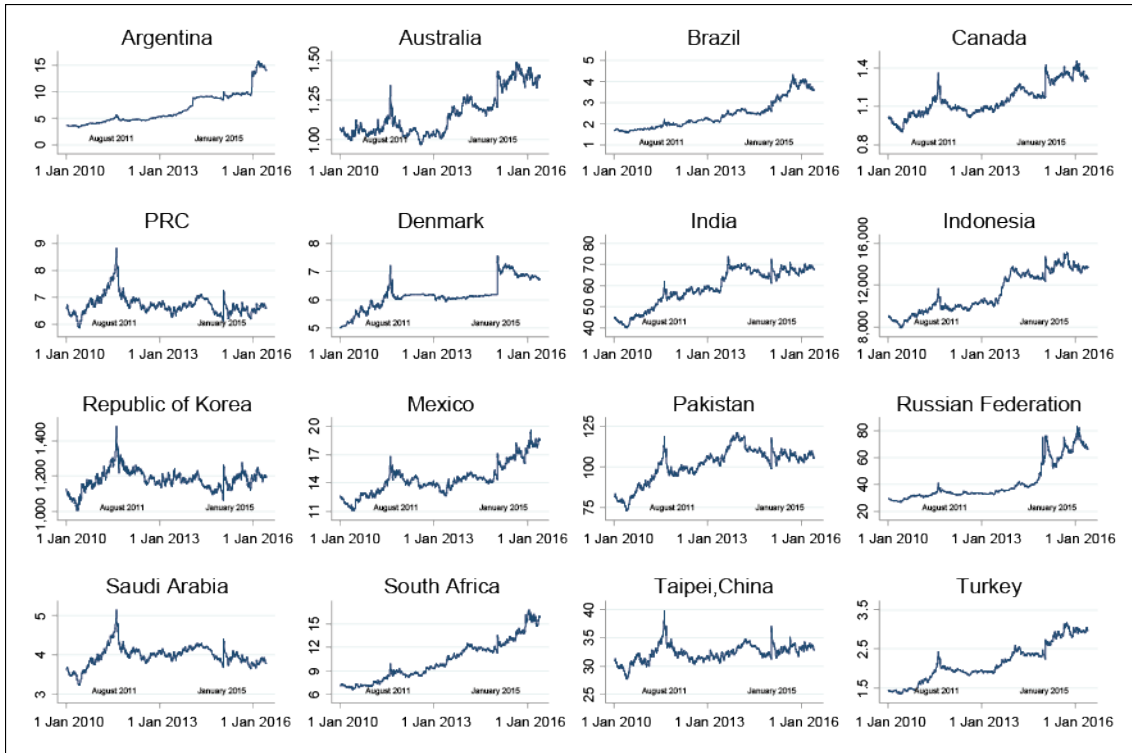 Argentina Australia Brazil Canada
15 10 5 0
August 2011 January 2015
1 Jan 2010 1 Jan 2013 1 Jan 2016
1.50 1.25 1.00
August 2011 January 2015
1 Jan 2010 1 Jan 2013 1 Jan 2016
5 4 3 2 1
August 2011 January 2015
1 Jan 2010 1 Jan 2013 1 Jan 2016
1.4 1.1 0.8
August 2011 January 2015
1 Jan 2010 1 Jan 2013 1 Jan 2016
PRC Denmark India Indonesia
9 8 7 6
August 2011 January 2015
1 Jan 2010 1 Jan 2013 1 Jan 2016
8 7 6 5
August 2011 January 2015
1 Jan 2010 1 Jan 2013 1 Jan 2016
80 70 60 50 40
August 2011 January 2015
1 Jan 2010 1 Jan 2013 1 Jan 2016
16,000 12,000 8,000
August 2011 January 2015
1 Jan 2010 1 Jan 2013 1 Jan 2016
Republic of Korea Mexico Pakistan Russian Federation
1,400 1,200 1,000
August 2011 January 2015
1 Jan 2010 1 Jan 2013 1 Jan 2016
20 17 14 11
August 2011 January 2015
1 Jan 2010 1 Jan 2013 1 Jan 2016
125 100 75
August 2011 January 2015
1 Jan 2010 1 Jan 2013 1 Jan 2016
80 60 40 20
August 2011 January 2015
1 Jan 2010 1 Jan 2013 1 Jan 2016
Saudi Arabia South Africa Taipei,China Turkey
5 4 3
August 2011 January 2015
1 Jan 2010 1 Jan 2013 1 Jan 2016
15 12 9 6
August 2011 January 2015
1 Jan 2010 1 Jan 2013 1 Jan 2016
40 35 30 25
August 2011 January 2015
1 Jan 2010 1 Jan 2013 1 Jan 2016
3.5 2.5 1.5
August 2011 January 2015
1 Jan 2010 1 Jan 2013 1 Jan 2016